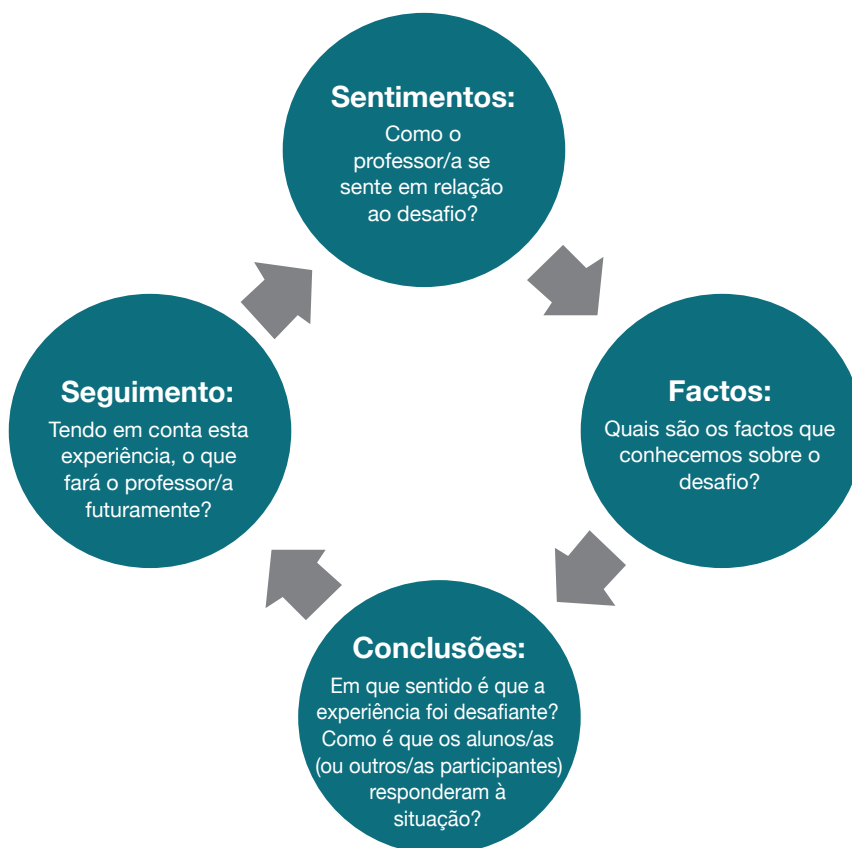 Sentimentos:
Como o
professor/a se
sente em relação
ao desafio?
Factos:
Quais são os factos que
conhecemos sobre o
desafio?
Conclusões:
Em que sentido é que a
experiência foi desafiante?
Como é que os alunos/as
(ou outros/as participantes)
responderam à
situação?
Seguimento:
Tendo em conta esta
experiência, o que
fará o professor/a
futuramente?